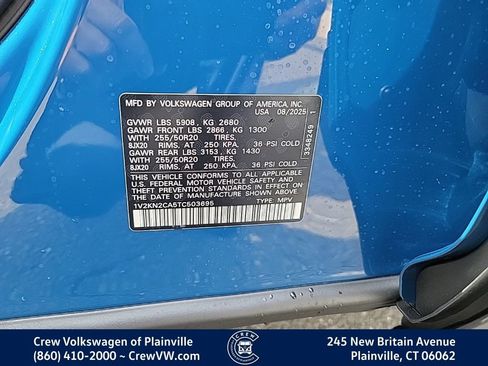 MFD BY VOLKSWAGEN GROUP OF AMERICA, INC.
USA 08/2025
GVWR LBS 5908, KG 2680
GAWR FRONT LBS 2866, KG 1300
WITH 255/50R20 TIRES,
8JX20 RIMS, AT 250 KPA, 36 PSI COLD
GAWR REAR LBS 3153, KG 1430
WITH 255/50R20 TIRES,
8JX20 RIMS, AT 250 KPA, 36 PSI COLD
THIS VEHICLE CONFORMS TO ALL APPLICABLE
U.S. FEDERAL MOTOR VEHICLE SAFETY AND
THEFT PREVENTION STANDARDS IN EFFECT ON
THE DATE OF MANUFACTURE SHOWN ABOVE
1V2KN2CA5TC503695 TYPE: MPV
3348249 1
CREW
Crew Volkswagen of Plainville
(860) 410-2000 ~ CrewVW.com
245 New Britain Avenue
Plainville, CT 06062